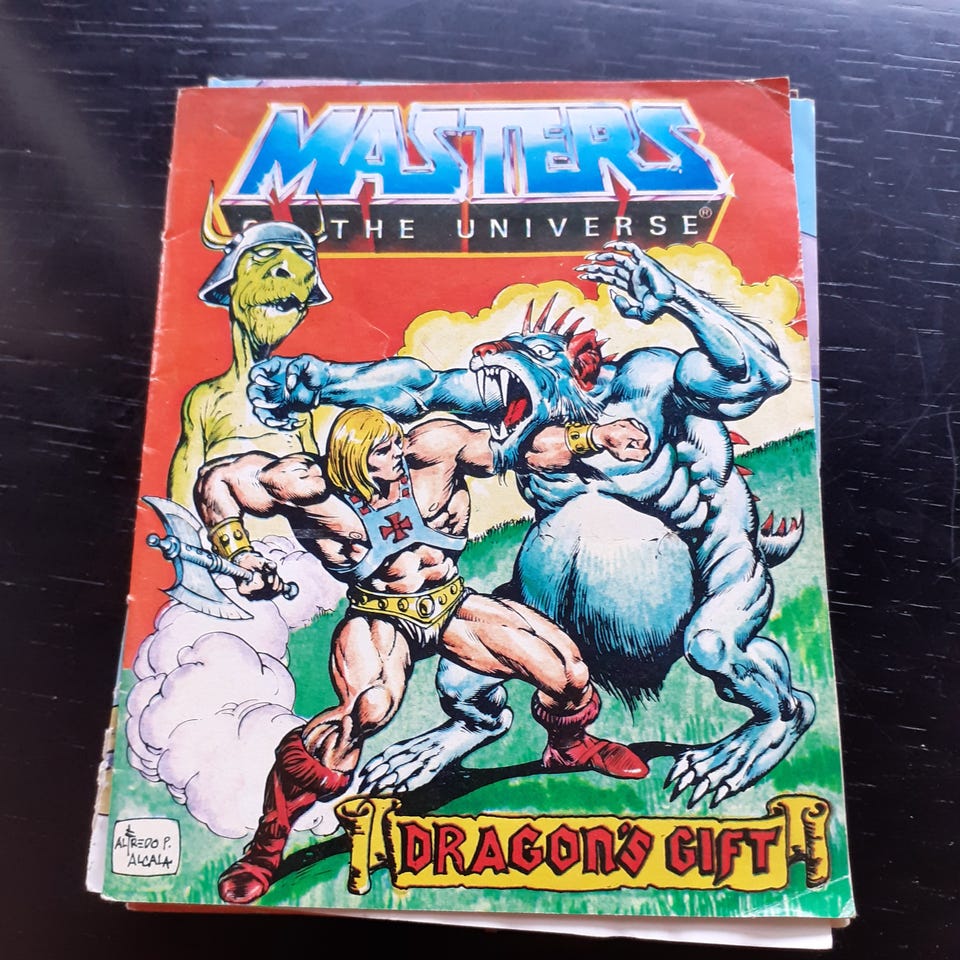 MASTERS
THE UNIVERSE®
DRAGON'S GIFT
ALFREDO P.
ALCALA